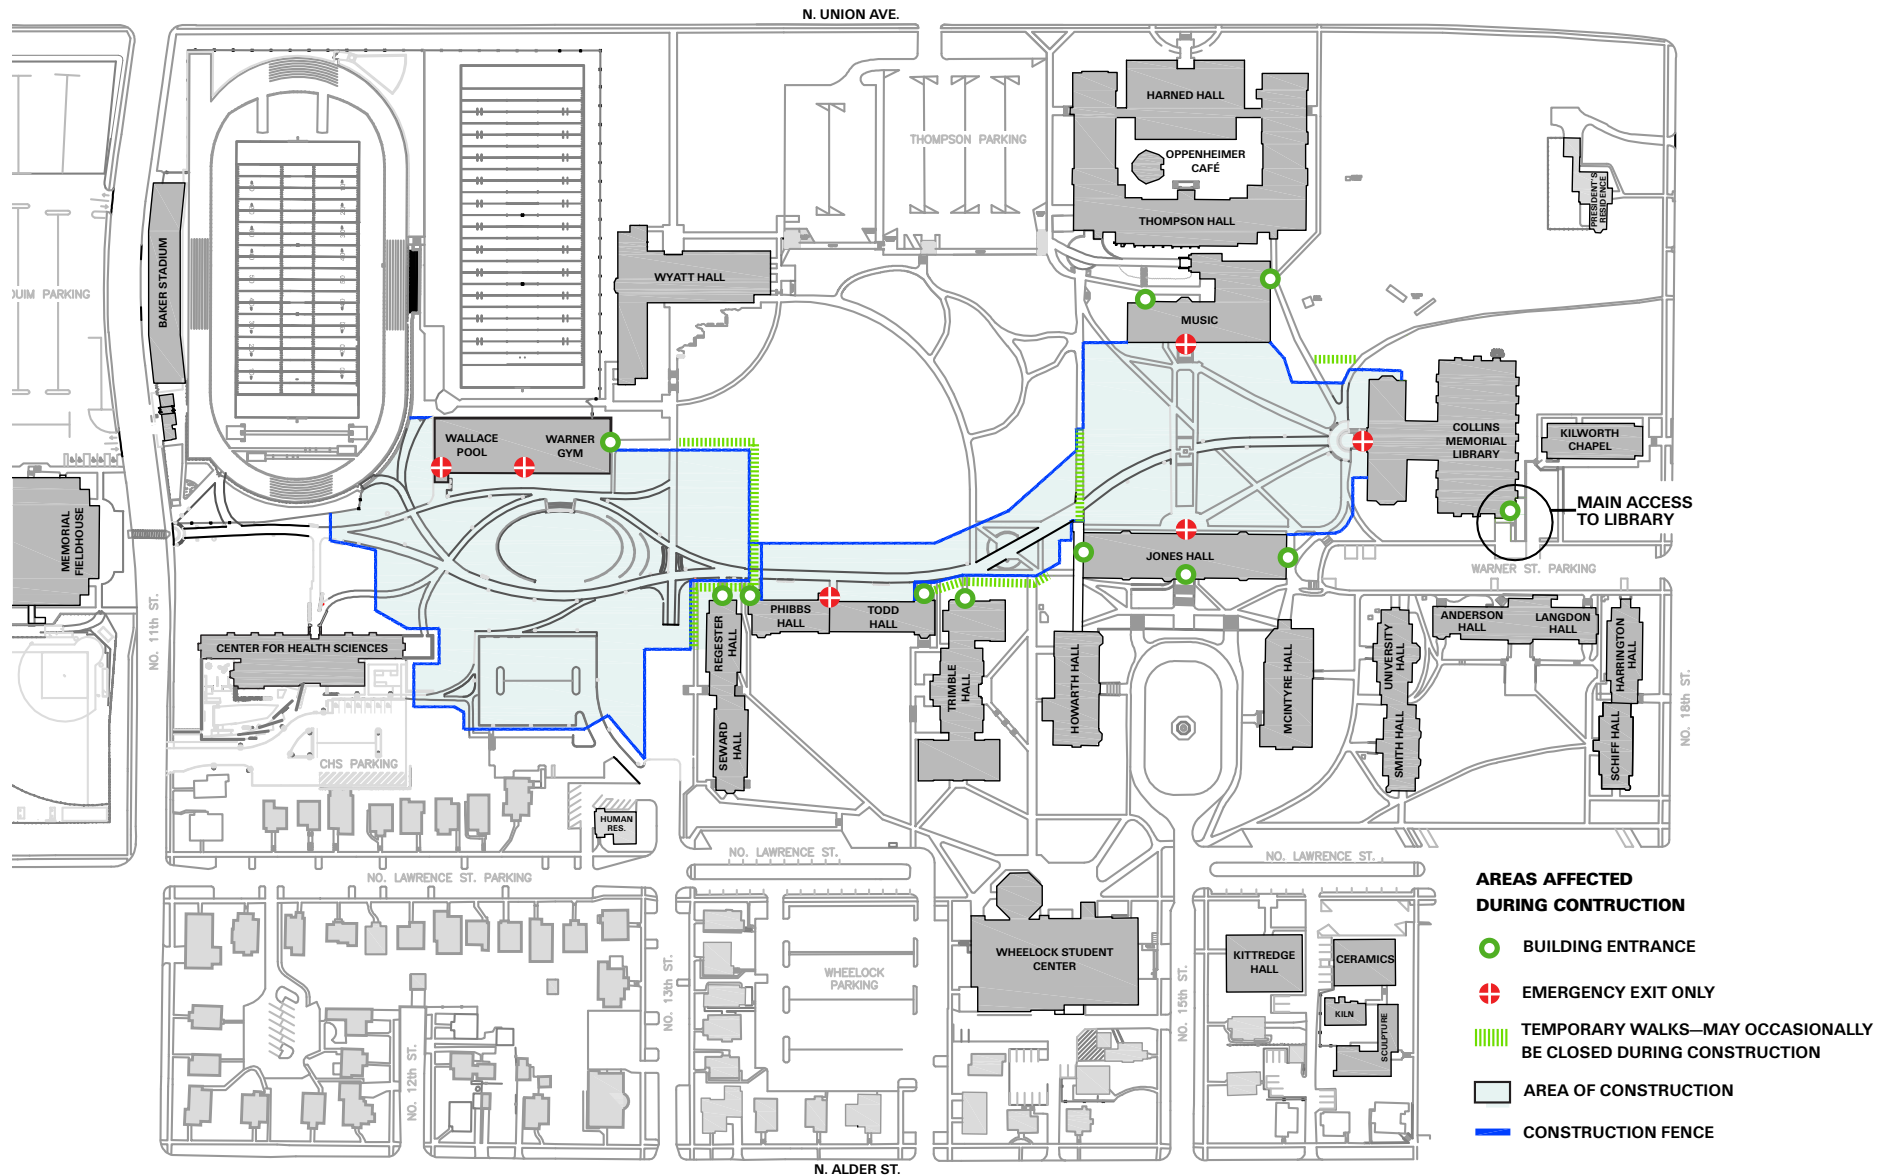 N. UNION AVE.
HARNED HALL
THOMPSON PARKING
OPPENHEIMER
CAFÉ
PRESIDENT'S
RESIDENCE
THOMPSON HALL
BAKER STADIUM
WYATT HALL
UIM PARKING
MUSIC
WALLACE
POOL
WARNER
GYM
COLLINS
MEMORIAL
LIBRARY
KILWORTH
CHAPEL
MAIN ACCESS
TO LIBRARY
MEMORIAL
FIELDHOUSE
JONES HALL
WARNER ST. PARKING
NO. 11th ST.
PHIBBS
HALL
TODD
HALL
REGESTER
HALL
ANDERSON
HALL
LANGDON
HALL
CENTER FOR HEALTH SCIENCES
TRIMBLE
HALL
HOWARTH HALL
MCINTYRE HALL
UNIVERSITY
HALL
HARRINGTON
HALL
NO. 18th ST.
SEWARD
HALL
SMITH HALL
SCHIFF HALL
CHS PARKING
HUMAN
RES.
NO. LAWRENCE ST.
NO. LAWRENCE ST.
NO. LAWRENCE ST. PARKING
AREAS AFFECTED
DURING CONTRUCTION
BUILDING ENTRANCE
EMERGENCY EXIT ONLY
TEMPORARY WALKS—MAY OCCASIONALLY
BE CLOSED DURING CONSTRUCTION
AREA OF CONSTRUCTION
CONSTRUCTION FENCE
WHEELOCK STUDENT
CENTER
KITTREDGE
HALL
CERAMICS
WHEELOCK
PARKING
KILN
SCULPTURE
NO. 12th ST.
NO. 13th ST.
NO. 15th ST.
N. ALDER ST.